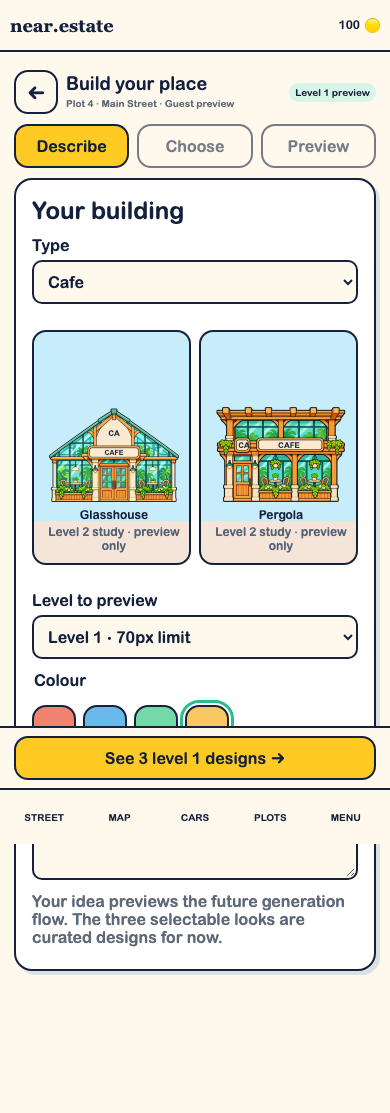 near.estate
100
Build your place
Plot 4 · Main Street · Guest preview
Level 1 preview
Describe
Choose
Preview
Your building
Type
Cafe
CA
CAFE
Glasshouse
Level 2 study · preview
only
CA
CAFE
Pergola
Level 2 study · preview
only
Level to preview
Level 1 · 70px limit
Colour
See 3 level 1 designs →
STREET
MAP
CARS
PLOTS
MENU
Your idea previews the future generation
flow. The three selectable looks are
curated designs for now.